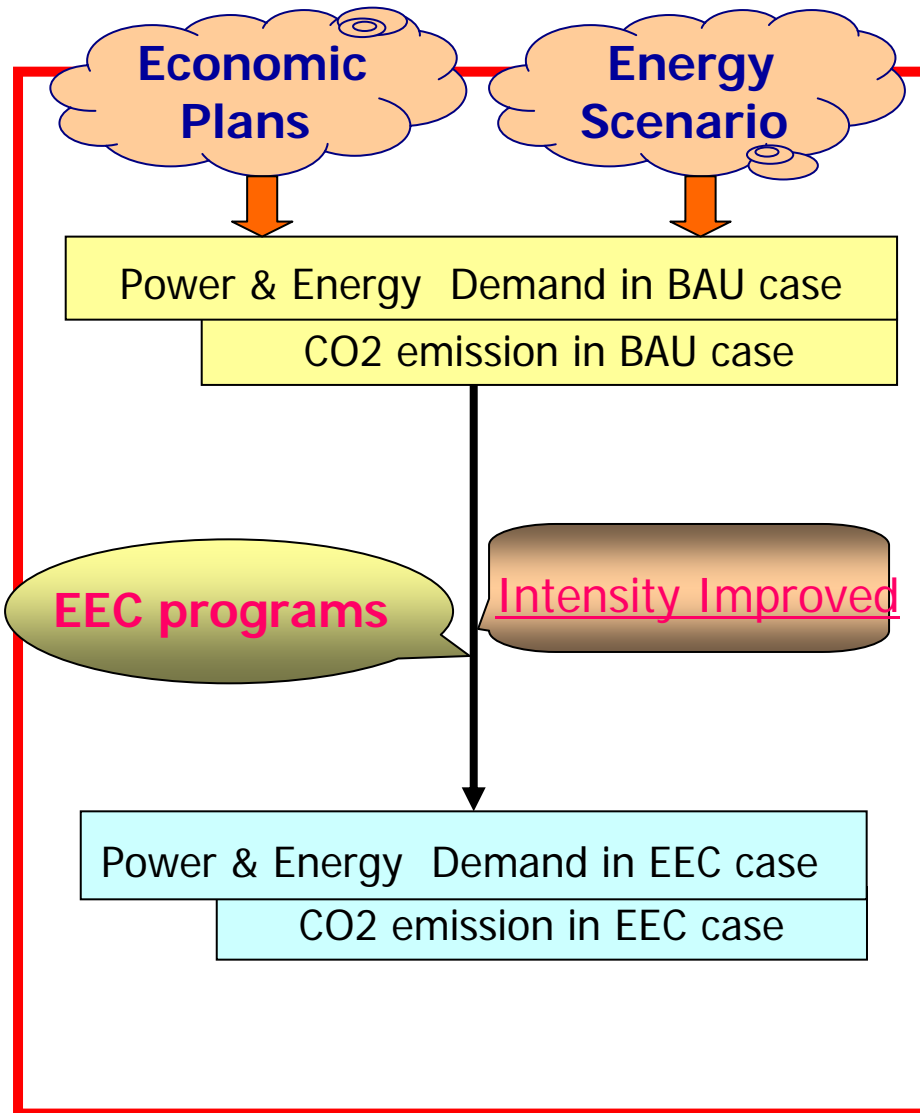 Economic
Plans
Energy
Scenario
Power & Energy  Demand in BAU case
CO2 emission in BAU case
EEC programs
Intensity Improved
Power & Energy  Demand in EEC case
CO2 emission in EEC case